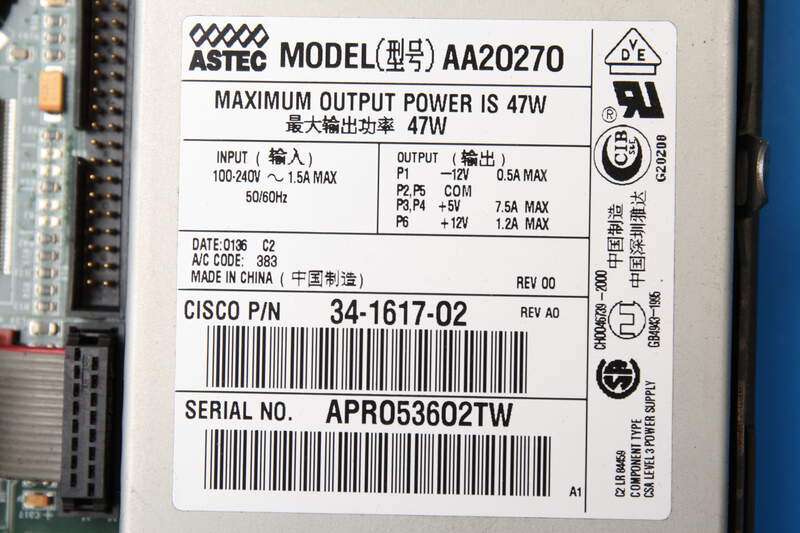 ASTEC MODEL(型号) AA20270
MAXIMUM OUTPUT POWER IS 47W
最大输出功率 47W
INPUT (输入)
100-240V ～ 1.5A MAX
50/60Hz
OUTPUT (输出)
P1 —12V 0.5A MAX
P2,P5 COM
P3,P4 +5V 7.5A MAX
P6 +12V 1.2A MAX
DATE:0136 C2
A/C CODE: 383
MADE IN CHINA (中国制造) REV 00
CISCO P/N 34-1617-02 REV A0
SERIAL NO. APR053602TW
A1
VDE
UR
®
CIB
G20208
中国制造
中国深圳雅达
CH0046739-2000
GB4943-1995
C2 LR 84459
COMPONENT TYPE
CSA LEVEL 3 POWER SUPPLY